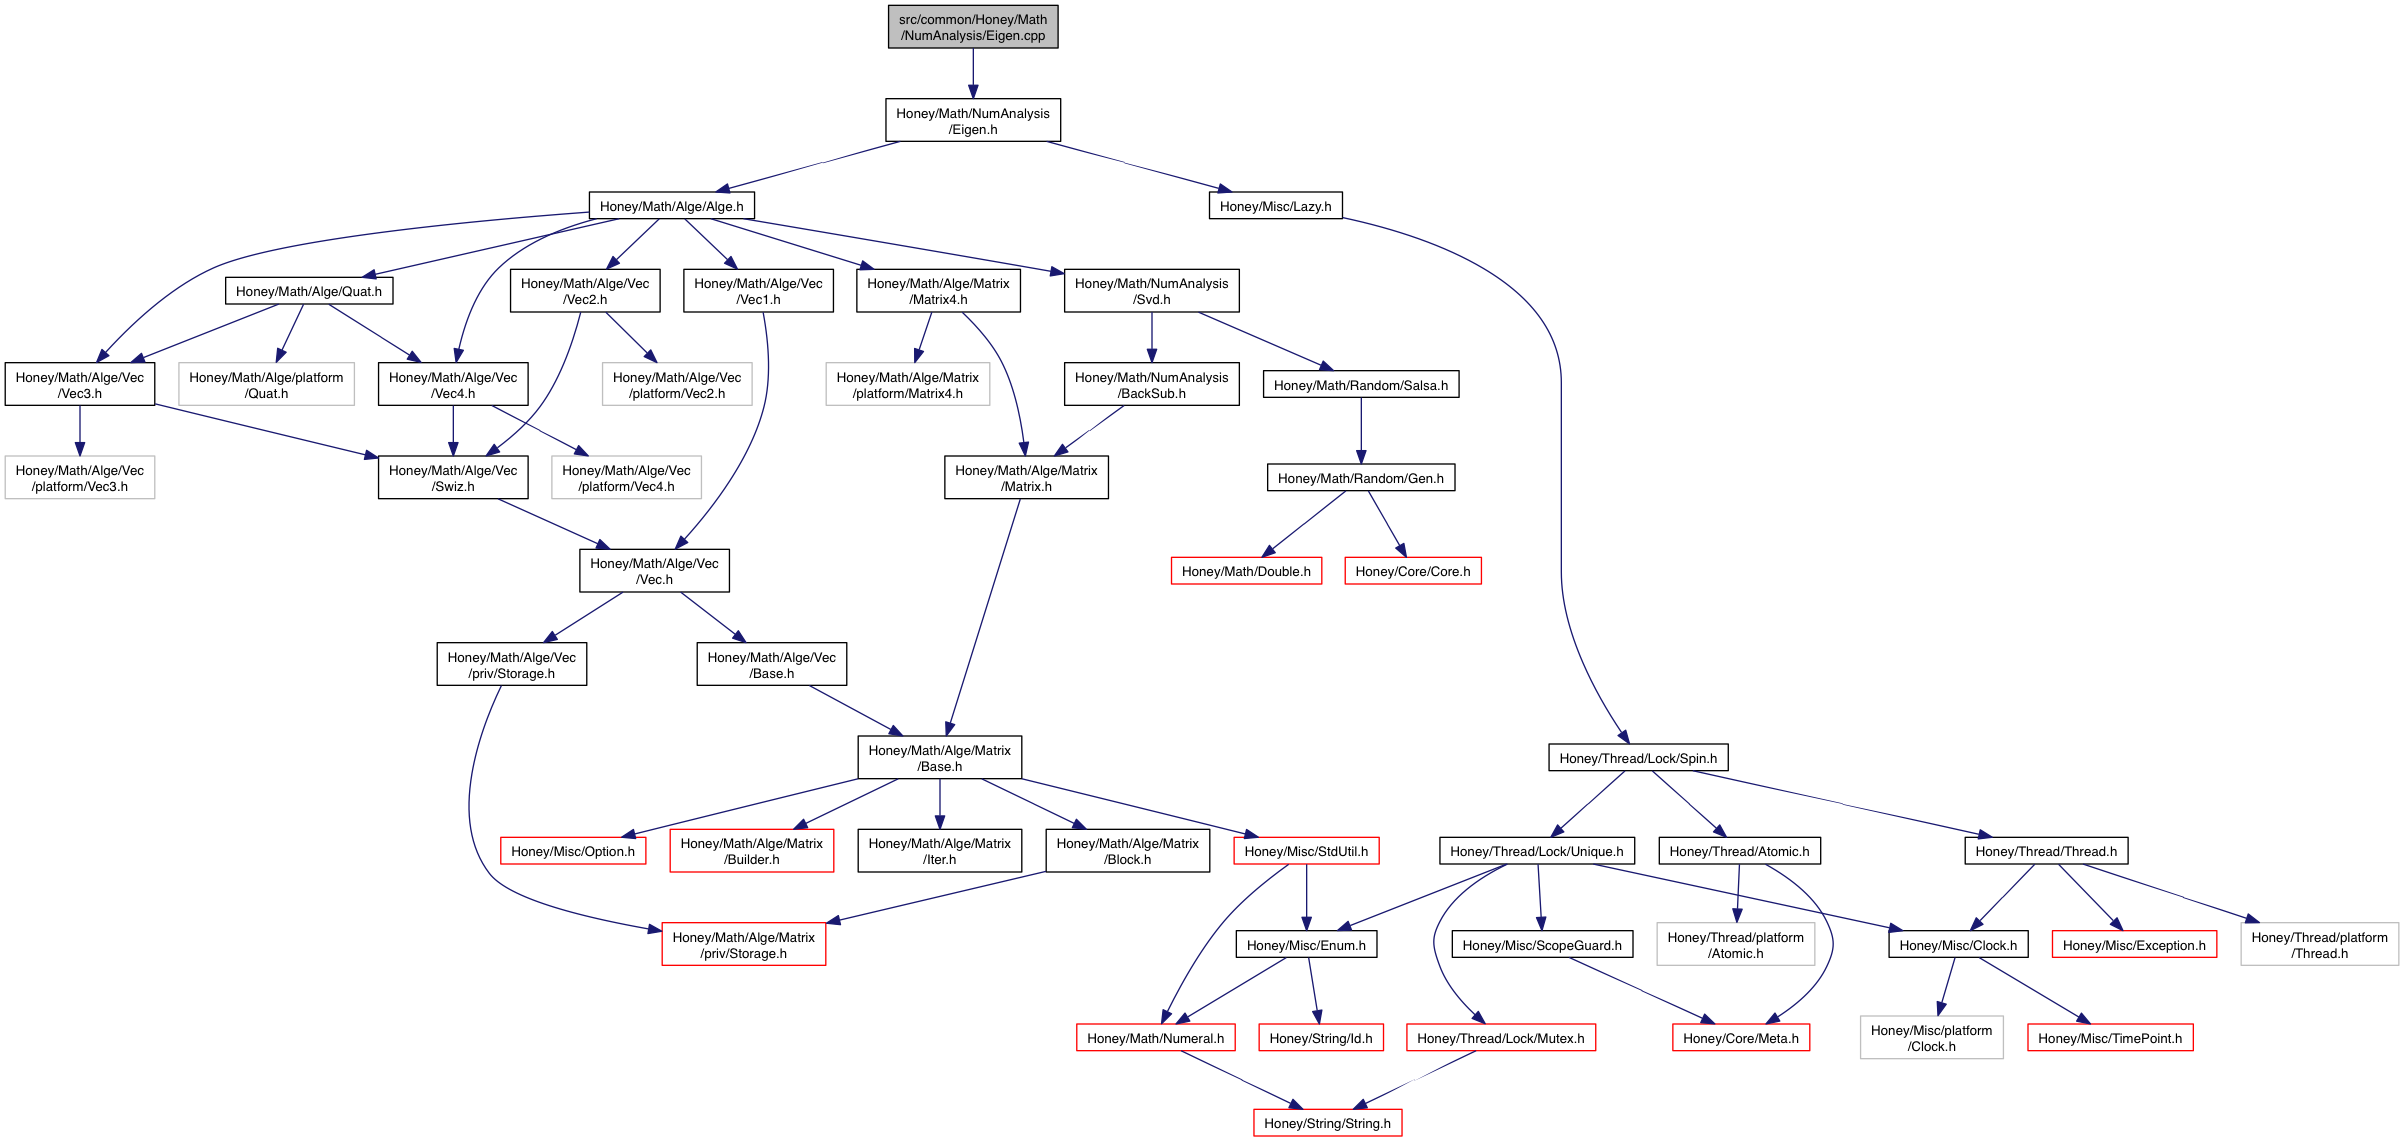 src/common/Honey/Math
/NumAnalysis/Eigen.cpp
Honey/Math/NumAnalysis
/Eigen.h
Honey/Math/Alge/Alge.h
Honey/Misc/Lazy.h
Honey/Math/Alge/Quat.h
Honey/Math/Alge/Vec
/Vec2.h
Honey/Math/Alge/Vec
/Vec1.h
Honey/Math/Alge/Matrix
/Matrix4.h
Honey/Math/NumAnalysis
/Svd.h
Honey/Math/Alge/Vec
/Vec3.h
Honey/Math/Alge/platform
/Quat.h
Honey/Math/Alge/Vec
/Vec4.h
Honey/Math/Alge/Vec
/platform/Vec2.h
Honey/Math/Alge/Matrix
/platform/Matrix4.h
Honey/Math/NumAnalysis
/BackSub.h
Honey/Math/Random/Salsa.h
Honey/Math/Alge/Vec
/platform/Vec3.h
Honey/Math/Alge/Vec
/Swiz.h
Honey/Math/Alge/Vec
/platform/Vec4.h
Honey/Math/Alge/Matrix
/Matrix.h
Honey/Math/Random/Gen.h
Honey/Math/Alge/Vec
/Vec.h
Honey/Math/Double.h
Honey/Core/Core.h
Honey/Math/Alge/Vec
/priv/Storage.h
Honey/Math/Alge/Vec
/Base.h
Honey/Math/Alge/Matrix
/Base.h
Honey/Thread/Lock/Spin.h
Honey/Misc/Option.h
Honey/Math/Alge/Matrix
/Builder.h
Honey/Math/Alge/Matrix
/Iter.h
Honey/Math/Alge/Matrix
/Block.h
Honey/Misc/StdUtil.h
Honey/Thread/Lock/Unique.h
Honey/Thread/Atomic.h
Honey/Thread/Thread.h
Honey/Math/Alge/Matrix
/priv/Storage.h
Honey/Misc/Enum.h
Honey/Misc/ScopeGuard.h
Honey/Thread/platform
/Atomic.h
Honey/Misc/Clock.h
Honey/Misc/Exception.h
Honey/Thread/platform
/Thread.h
Honey/Math/Numeral.h
Honey/String/Id.h
Honey/Thread/Lock/Mutex.h
Honey/Core/Meta.h
Honey/Misc/platform
/Clock.h
Honey/Misc/TimePoint.h
Honey/String/String.h